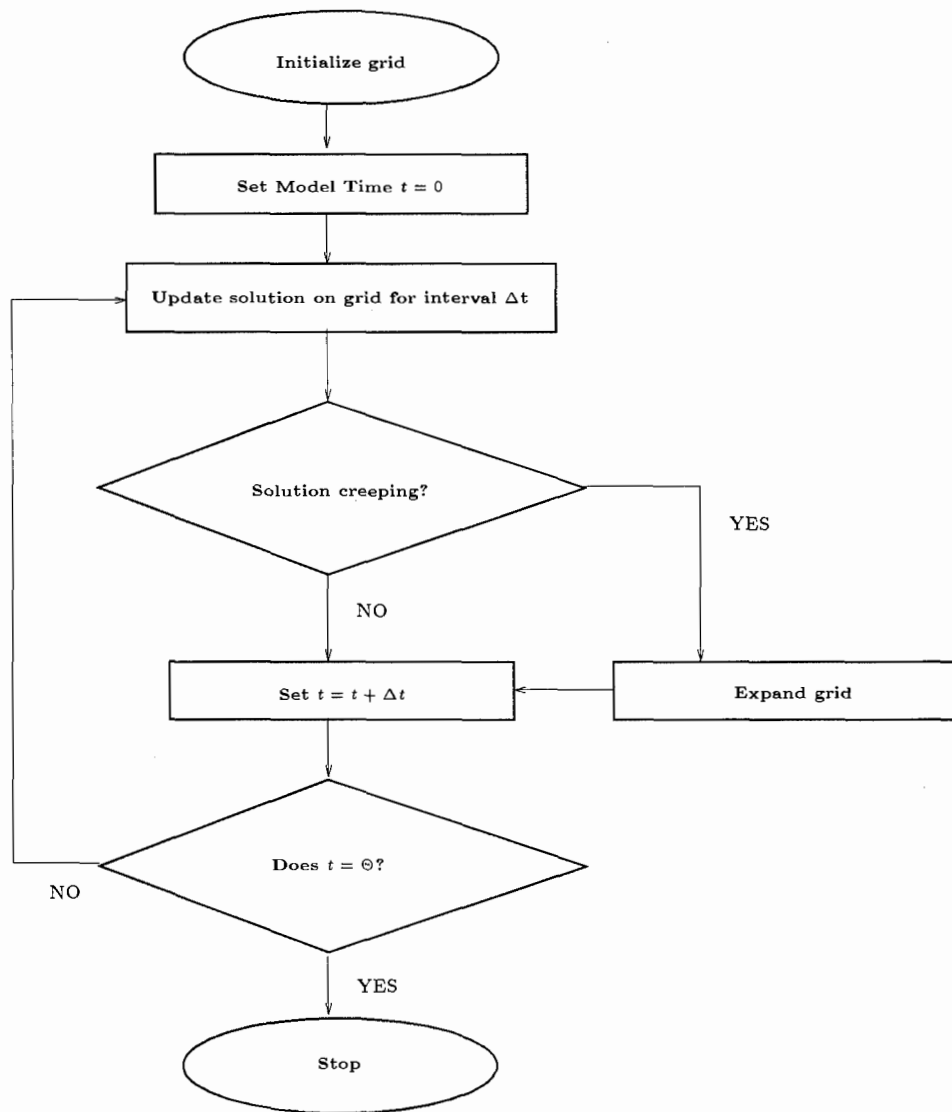 Initialize grid
Set Model Time t = 0
Update solution on grid for interval Δt
Solution creeping?
YES
NO
Set t = t + Δt
Expand grid
Does t = Θ?
NO
YES
Stop